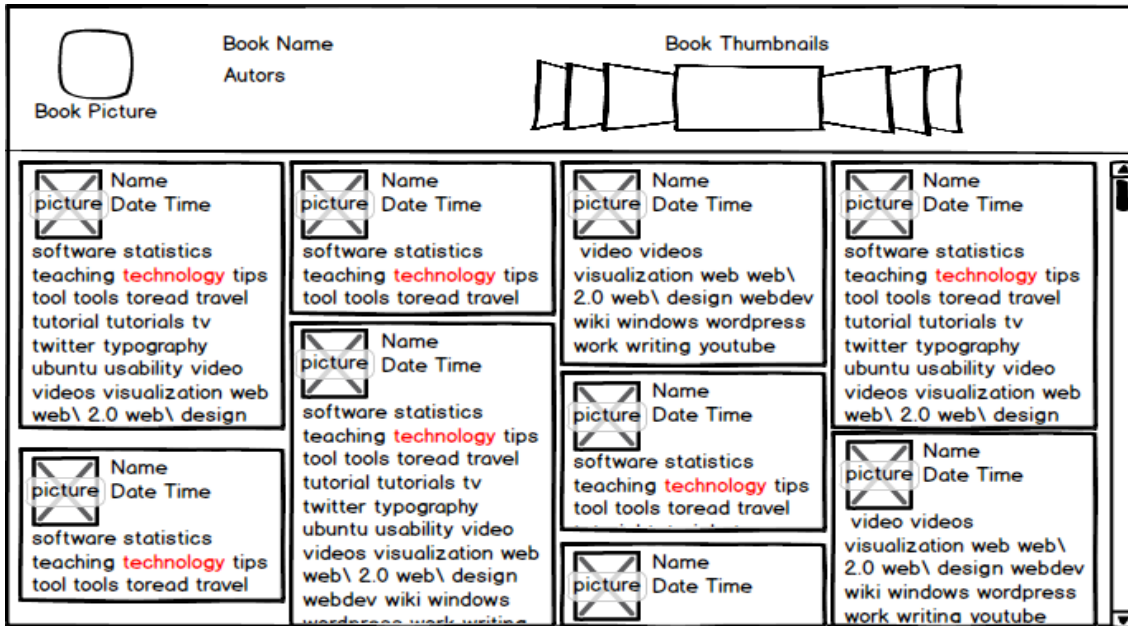 Book Name
Autors
Book Picture
Book Thumbnails
Name
picture Date Time
software statistics
teaching technology tips
tool tools toread travel
tutorial tutorials tv
twitter typography
ubuntu usability video
videos visualization web
web\ 2.0 web\ design
Name
picture Date Time
software statistics
teaching technology tips
tool tools toread travel
Name
picture Date Time
software statistics
teaching technology tips
tool tools toread travel
Name
picture Date Time
software statistics
teaching technology tips
tool tools toread travel
tutorial tutorials tv
twitter typography
ubuntu usability video
videos visualization web
web\ 2.0 web\ design
webdev wiki windows
wordpress work writing
Name
picture Date Time
video videos
visualization web web\
2.0 web\ design webdev
wiki windows wordpress
work writing youtube
Name
picture Date Time
software statistics
teaching technology tips
tool tools toread travel
Name
picture Date Time
Name
picture Date Time
software statistics
teaching technology tips
tool tools toread travel
tutorial tutorials tv
twitter typography
ubuntu usability video
videos visualization web
web\ 2.0 web\ design
Name
picture Date Time
video videos
visualization web web\
2.0 web\ design webdev
wiki windows wordpress
work writing youtube